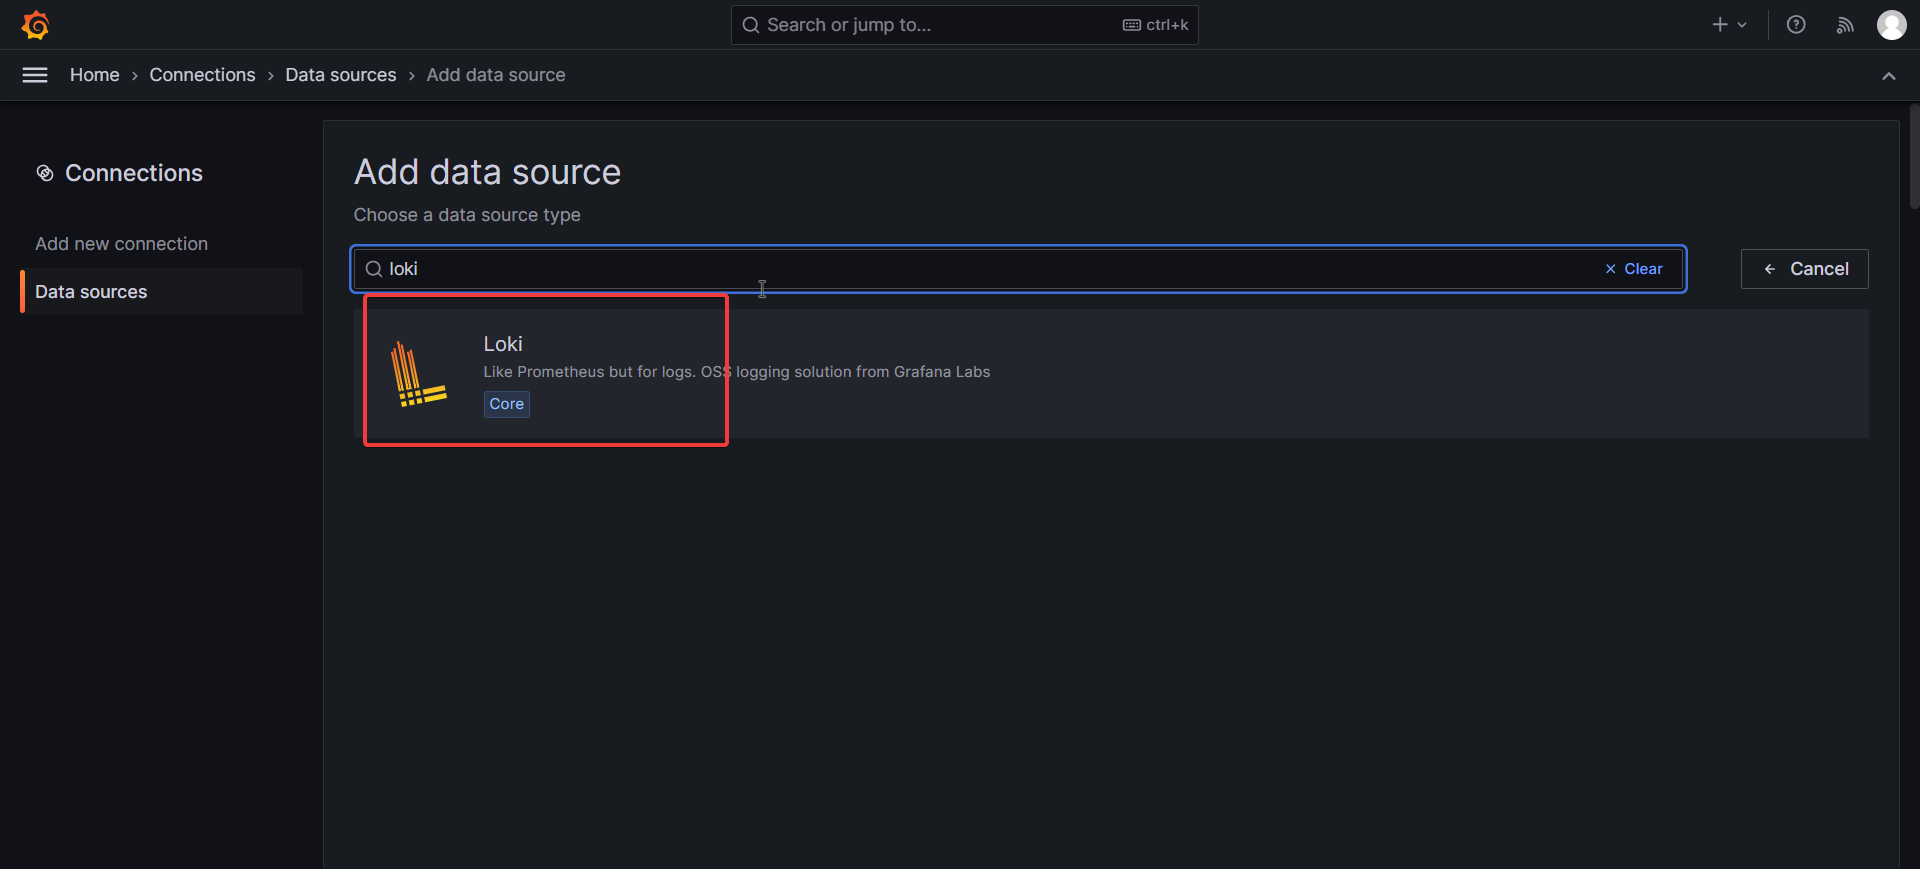 Search or jump to...
ctrl+k
Home
Connections
Data sources
Add data source
Connections
Add new connection
Data sources
Add data source
Choose a data source type
loki
Clear
Cancel
Loki
Like Prometheus but for logs. OSS logging solution from Grafana Labs
Core